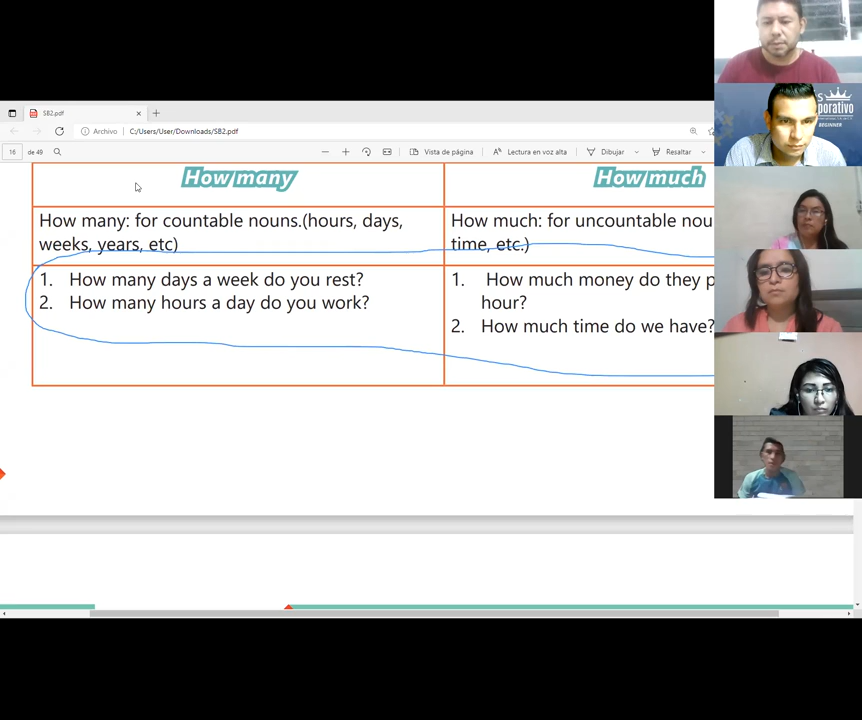 SB2.pdf
Archivo C:/Users/User/Downloads/SB2.pdf
16 de 49 Vista de página Lectura en voz alta Dibujar Resaltar
How many
How much
How many: for countable nouns.(hours, days,
weeks, years, etc)
How much: for uncountable nou
time, etc.)
1. How many days a week do you rest?
2. How many hours a day do you work?
1. How much money do they p
hour?
2. How much time do we have?
porativo
BEGINNER